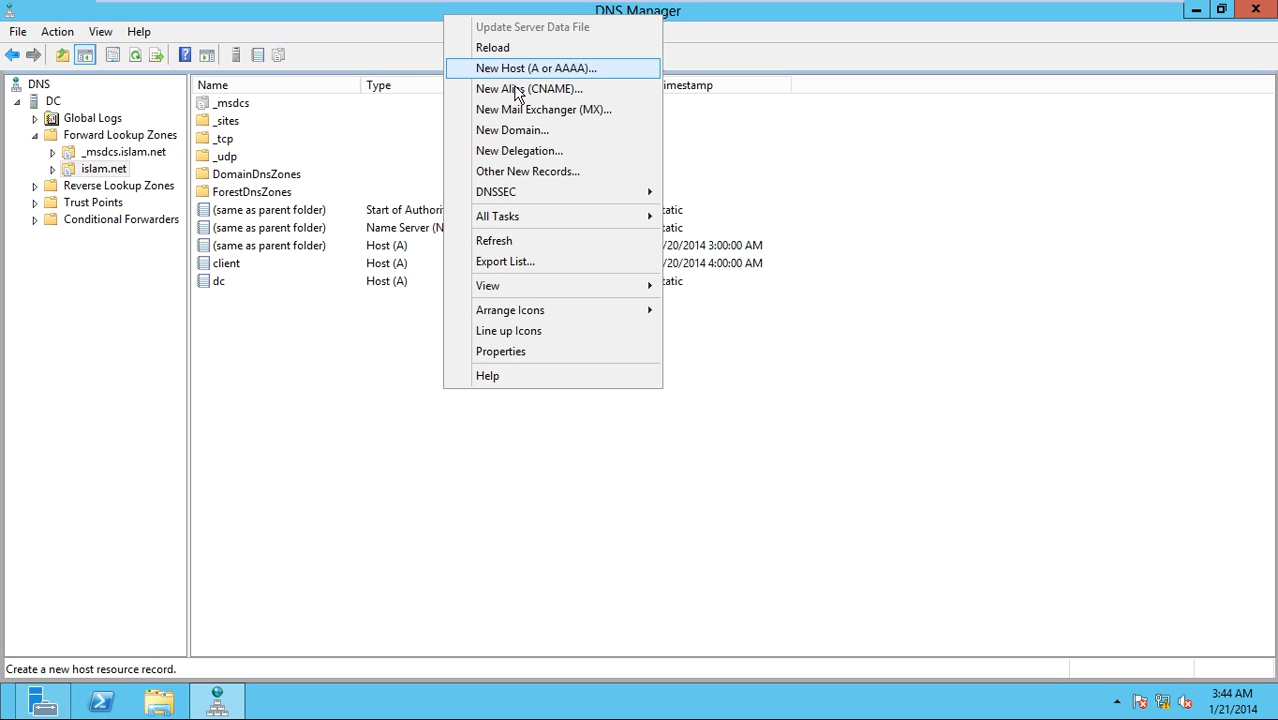 DNS Manager
File Action View Help
DNS
DC
Global Logs
Forward Lookup Zones
_msdcs.islam.net
islam.net
Reverse Lookup Zones
Trust Points
Conditional Forwarders
Name Type imestamp
_msdcs
_sites
_tcp
_udp
DomainDnsZones
ForestDnsZones
(same as parent folder) Start of Authori tatic
(same as parent folder) Name Server (N tatic
(same as parent folder) Host (A) /20/2014 3:00:00 AM
client Host (A) /20/2014 4:00:00 AM
dc Host (A) tatic
Update Server Data File
Reload
New Host (A or AAAA)...
New Alias (CNAME)...
New Mail Exchanger (MX)...
New Domain...
New Delegation...
Other New Records...
DNSSEC
All Tasks
Refresh
Export List...
View
Arrange Icons
Line up Icons
Properties
Help
Create a new host resource record.
3:44 AM
1/21/2014